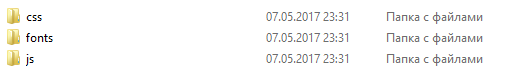 css 07.05.2017 23:31 Папка с файлами
fonts 07.05.2017 23:31 Папка с файлами
js 07.05.2017 23:31 Папка с файлами